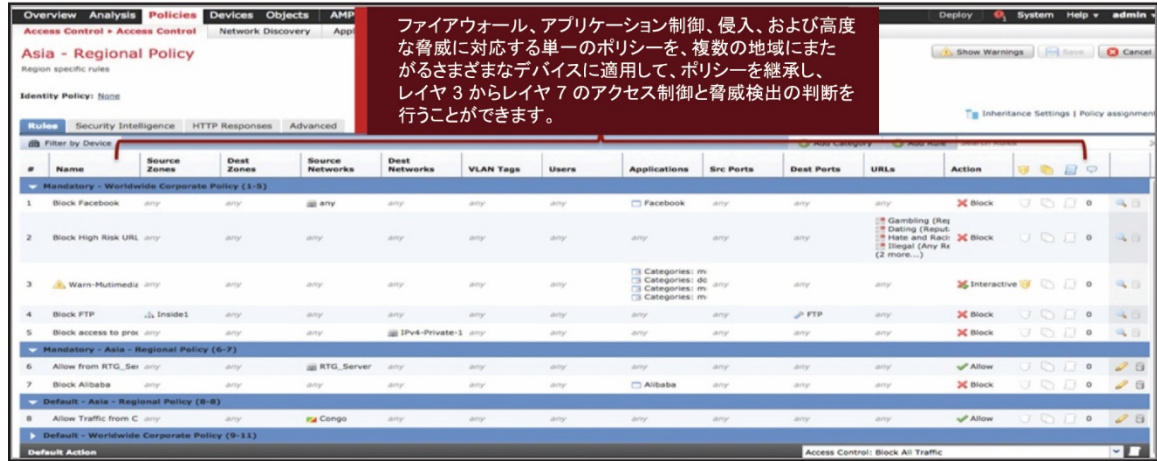 Overview Analysis Policies Devices Objects AMP Deploy System Help admin
Access Control ▸ Access Control Network Discovery
ファイアウォール、アプリケーション制御、侵入、および高度
な脅威に対応する単一のポリシーを、複数の地域にまた
がるさまざまなデバイスに適用して、ポリシーを継承し、
レイヤ 3 からレイヤ 7 のアクセス制御と脅威検出の判断を
行うことができます。
Asia - Regional Policy
Show Warnings Save Cancel
Region specific rules
Identity Policy: None
Inheritance Settings | Policy assignment
Rules Security Intelligence HTTP Responses Advanced
Filter by Device Add Category Add Rule Search Rules
# Name Source Zones Dest Zones Source Networks Dest Networks VLAN Tags Users Applications Src Ports Dest Ports URLs Action
Mandatory - Worldwide Corporate Policy (1-5)
1 Block Facebook any any any any any any Facebook any any any Block 0
2 Block High Risk URL any any any any any any any any any Gambling (Rep Dating (Reput Hate and Raci Illegal (Any Re (2 more...) Block 0
3 Warn-Mutimedia any any any any any any Categories: m Categories: do Categories: m Categories: m any any any Interactive 0
4 Block FTP Inside1 any any any any any any any FTP any Block 0
5 Block access to prod any any any IPv4-Private-1 any any any any any any Block 0
Mandatory - Asia - Regional Policy (6-7)
6 Allow from RTG_Ser any any RTG_Server any any any any any any any Allow 0
7 Block Alibaba any any any any any any Alibaba any any any Block 0
Default - Asia - Regional Policy (8-8)
8 Allow Traffic from C any any Congo any any any any any any any Allow 0
Default - Worldwide Corporate Policy (9-11)
Default Action Access Control: Block All Traffic